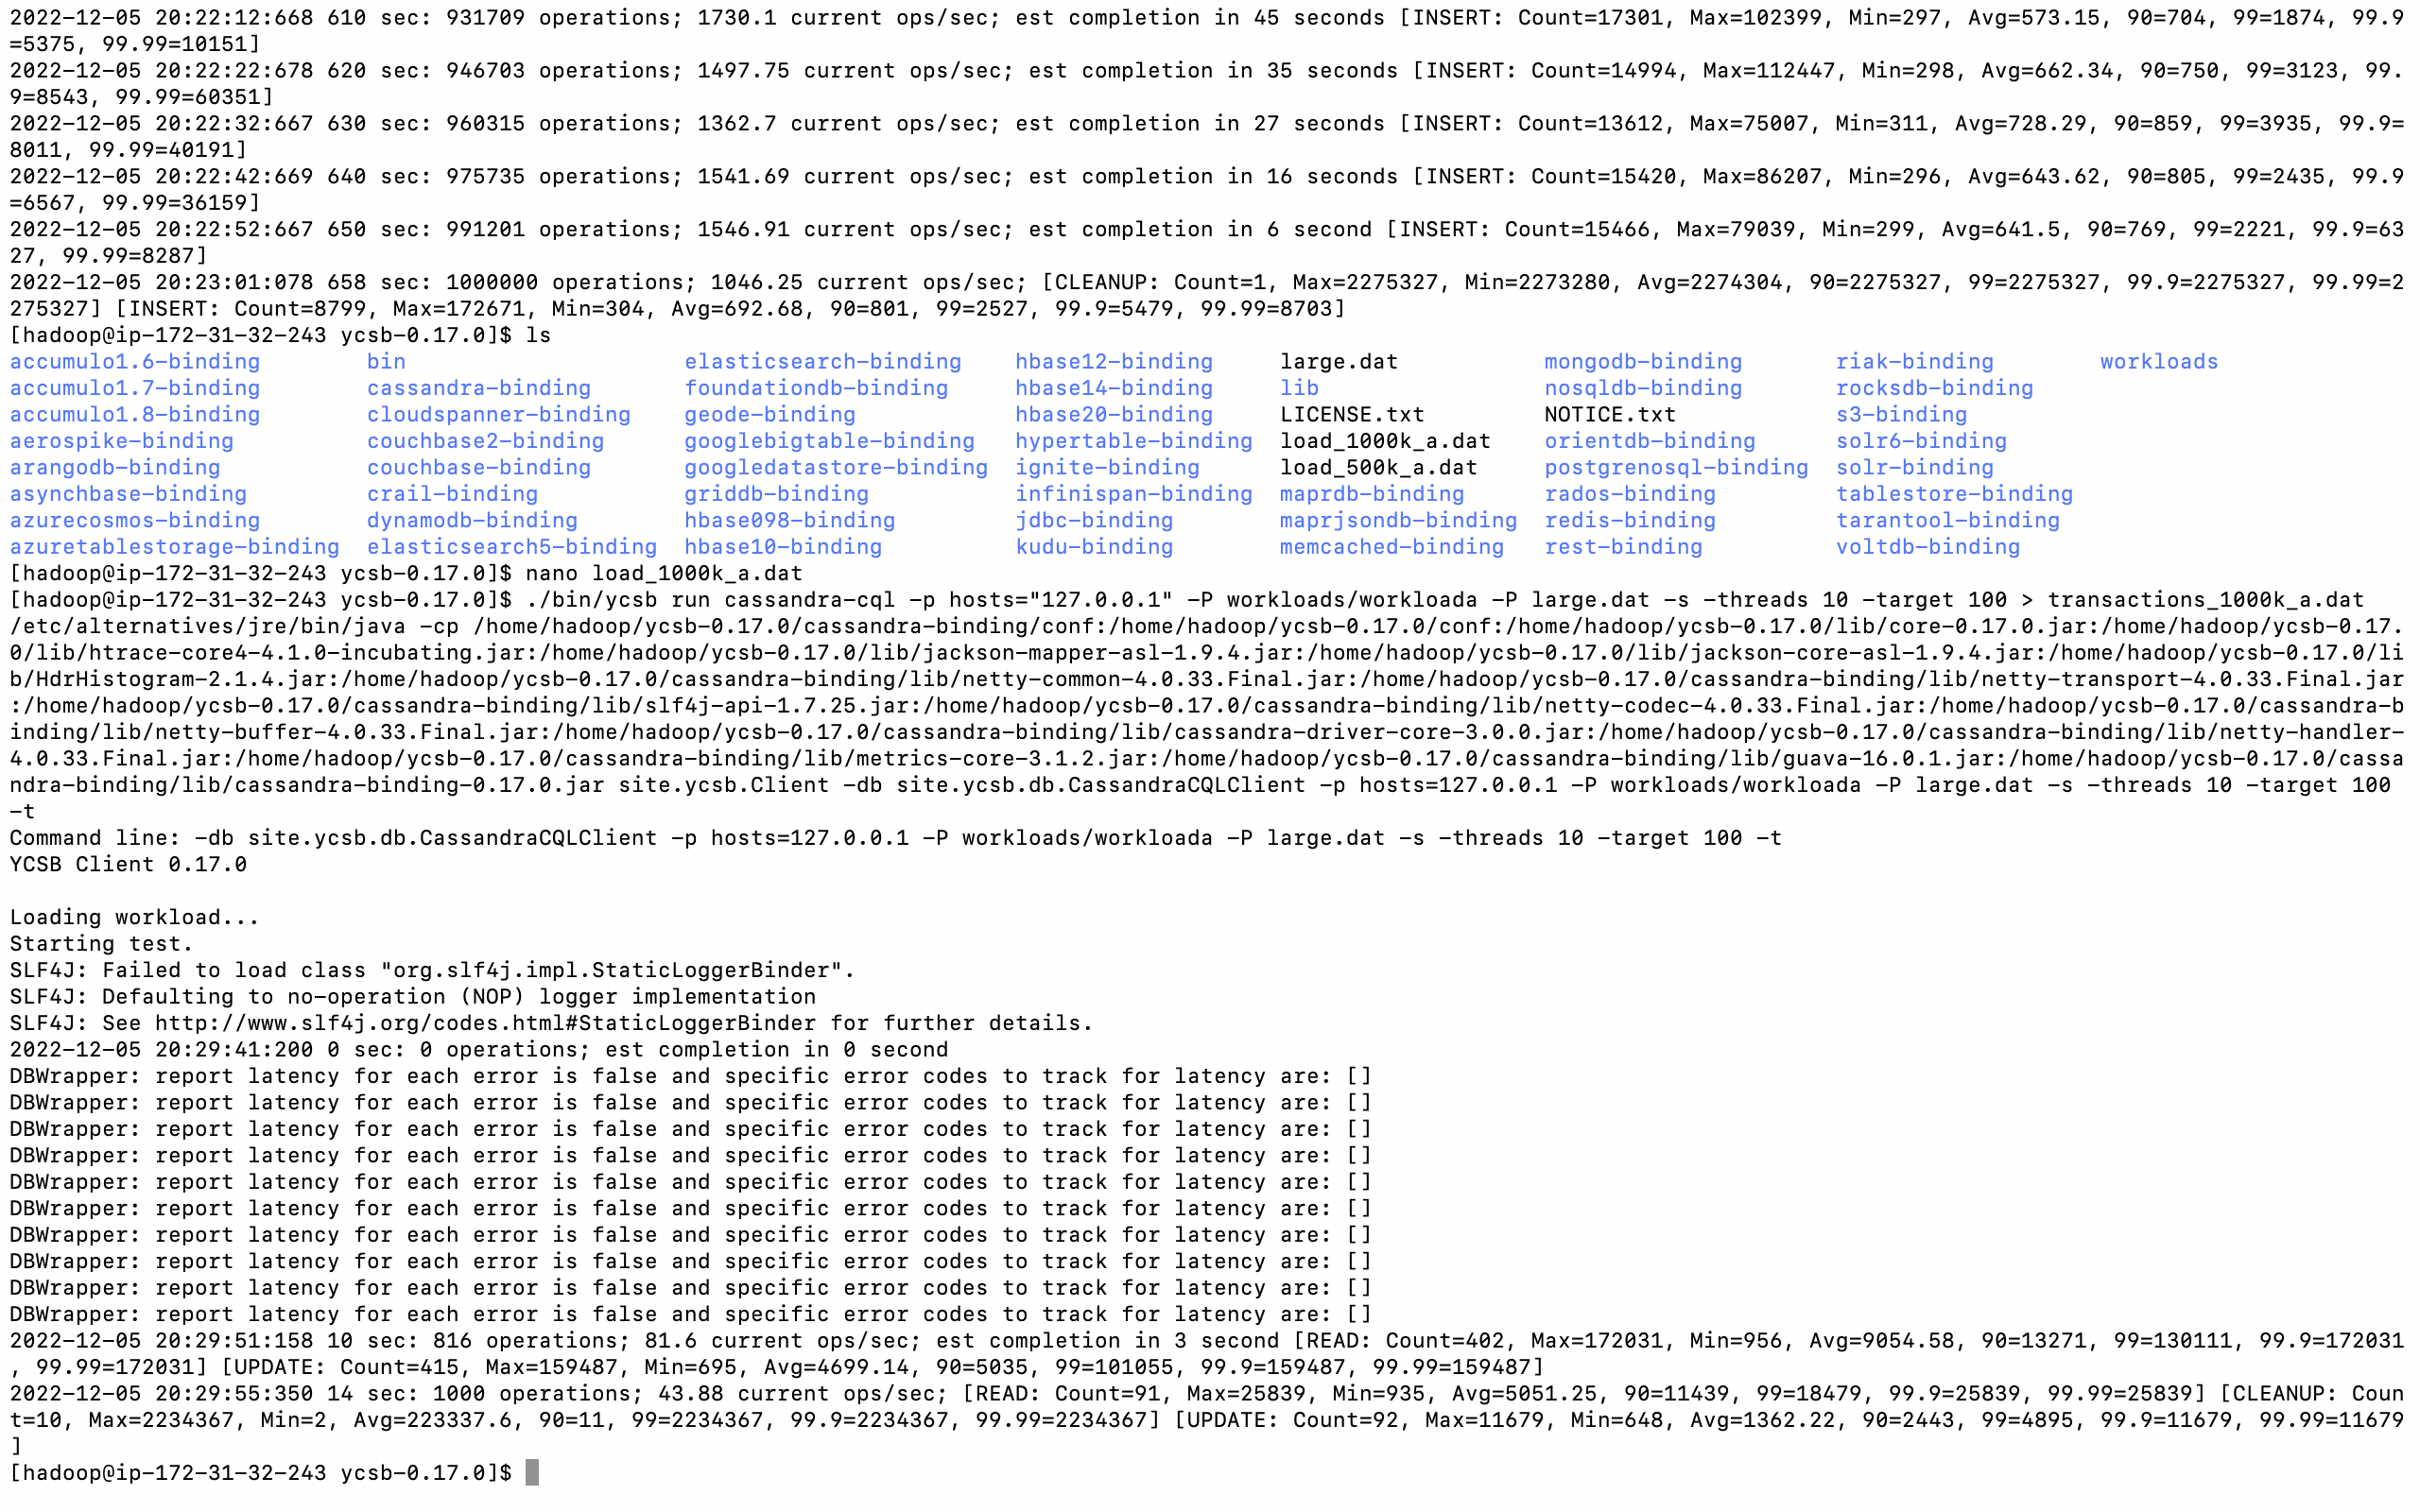 2022-12-05 20:22:12:668 610 sec: 931709 operations; 1730.1 current ops/sec; est completion in 45 seconds [INSERT: Count=17301, Max=102399, Min=297, Avg=573.15, 90=704, 99=1874, 99.9
=5375, 99.99=10151]
2022-12-05 20:22:22:678 620 sec: 946703 operations; 1497.75 current ops/sec; est completion in 35 seconds [INSERT: Count=14994, Max=112447, Min=298, Avg=662.34, 90=750, 99=3123, 99.
9=8543, 99.99=60351]
2022-12-05 20:22:32:667 630 sec: 960315 operations; 1362.7 current ops/sec; est completion in 27 seconds [INSERT: Count=13612, Max=75007, Min=311, Avg=728.29, 90=859, 99=3935, 99.9=
8011, 99.99=40191]
2022-12-05 20:22:42:669 640 sec: 975735 operations; 1541.69 current ops/sec; est completion in 16 seconds [INSERT: Count=15420, Max=86207, Min=296, Avg=643.62, 90=805, 99=2435, 99.9
=6567, 99.99=36159]
2022-12-05 20:22:52:667 650 sec: 991201 operations; 1546.91 current ops/sec; est completion in 6 second [INSERT: Count=15466, Max=79039, Min=299, Avg=641.5, 90=769, 99=2221, 99.9=63
27, 99.99=8287]
2022-12-05 20:23:01:078 658 sec: 1000000 operations; 1046.25 current ops/sec; [CLEANUP: Count=1, Max=2275327, Min=2273280, Avg=2274304, 90=2275327, 99=2275327, 99.9=2275327, 99.99=2
275327] [INSERT: Count=8799, Max=172671, Min=304, Avg=692.68, 90=801, 99=2527, 99.9=5479, 99.99=8703]
[hadoop@ip-172-31-32-243 ycsb-0.17.0]$ ls
accumulo1.6-binding bin elasticsearch-binding hbase12-binding large.dat mongodb-binding riak-binding workloads
accumulo1.7-binding cassandra-binding foundationdb-binding hbase14-binding lib nosqldb-binding rocksdb-binding
accumulo1.8-binding cloudspanner-binding geode-binding hbase20-binding LICENSE.txt NOTICE.txt s3-binding
aerospike-binding couchbase2-binding googlebigtable-binding hypertable-binding load_1000k_a.dat orientdb-binding solr6-binding
arangodb-binding couchbase-binding googledatastore-binding ignite-binding load_500k_a.dat postgrenosql-binding solr-binding
asynchbase-binding crail-binding griddb-binding infinispan-binding maprdb-binding rados-binding tablestore-binding
azurecosmos-binding dynamodb-binding hbase098-binding jdbc-binding maprjsondb-binding redis-binding tarantool-binding
azuretablestorage-binding elasticsearch5-binding hbase10-binding kudu-binding memcached-binding rest-binding voltdb-binding
[hadoop@ip-172-31-32-243 ycsb-0.17.0]$ nano load_1000k_a.dat
[hadoop@ip-172-31-32-243 ycsb-0.17.0]$ ./bin/ycsb run cassandra-cql -p hosts="127.0.0.1" -P workloads/workloada -P large.dat -s -threads 10 -target 100 > transactions_1000k_a.dat
/etc/alternatives/jre/bin/java -cp /home/hadoop/ycsb-0.17.0/cassandra-binding/conf:/home/hadoop/ycsb-0.17.0/conf:/home/hadoop/ycsb-0.17.0/lib/core-0.17.0.jar:/home/hadoop/ycsb-0.17.
0/lib/htrace-core4-4.1.0-incubating.jar:/home/hadoop/ycsb-0.17.0/lib/jackson-mapper-asl-1.9.4.jar:/home/hadoop/ycsb-0.17.0/lib/jackson-core-asl-1.9.4.jar:/home/hadoop/ycsb-0.17.0/li
b/HdrHistogram-2.1.4.jar:/home/hadoop/ycsb-0.17.0/cassandra-binding/lib/netty-common-4.0.33.Final.jar:/home/hadoop/ycsb-0.17.0/cassandra-binding/lib/netty-transport-4.0.33.Final.jar
:/home/hadoop/ycsb-0.17.0/cassandra-binding/lib/slf4j-api-1.7.25.jar:/home/hadoop/ycsb-0.17.0/cassandra-binding/lib/netty-codec-4.0.33.Final.jar:/home/hadoop/ycsb-0.17.0/cassandra-b
inding/lib/netty-buffer-4.0.33.Final.jar:/home/hadoop/ycsb-0.17.0/cassandra-binding/lib/cassandra-driver-core-3.0.0.jar:/home/hadoop/ycsb-0.17.0/cassandra-binding/lib/netty-handler-
4.0.33.Final.jar:/home/hadoop/ycsb-0.17.0/cassandra-binding/lib/metrics-core-3.1.2.jar:/home/hadoop/ycsb-0.17.0/cassandra-binding/lib/guava-16.0.1.jar:/home/hadoop/ycsb-0.17.0/cassa
ndra-binding/lib/cassandra-binding-0.17.0.jar site.ycsb.Client -db site.ycsb.db.CassandraCQLClient -p hosts=127.0.0.1 -P workloads/workloada -P large.dat -s -threads 10 -target 100
-t
Command line: -db site.ycsb.db.CassandraCQLClient -p hosts=127.0.0.1 -P workloads/workloada -P large.dat -s -threads 10 -target 100 -t
YCSB Client 0.17.0
Loading workload...
Starting test.
SLF4J: Failed to load class "org.slf4j.impl.StaticLoggerBinder".
SLF4J: Defaulting to no-operation (NOP) logger implementation
SLF4J: See http://www.slf4j.org/codes.html#StaticLoggerBinder for further details.
2022-12-05 20:29:41:200 0 sec: 0 operations; est completion in 0 second
DBWrapper: report latency for each error is false and specific error codes to track for latency are: []
DBWrapper: report latency for each error is false and specific error codes to track for latency are: []
DBWrapper: report latency for each error is false and specific error codes to track for latency are: []
DBWrapper: report latency for each error is false and specific error codes to track for latency are: []
DBWrapper: report latency for each error is false and specific error codes to track for latency are: []
DBWrapper: report latency for each error is false and specific error codes to track for latency are: []
DBWrapper: report latency for each error is false and specific error codes to track for latency are: []
DBWrapper: report latency for each error is false and specific error codes to track for latency are: []
DBWrapper: report latency for each error is false and specific error codes to track for latency are: []
DBWrapper: report latency for each error is false and specific error codes to track for latency are: []
2022-12-05 20:29:51:158 10 sec: 816 operations; 81.6 current ops/sec; est completion in 3 second [READ: Count=402, Max=172031, Min=956, Avg=9054.58, 90=13271, 99=130111, 99.9=172031
, 99.99=172031] [UPDATE: Count=415, Max=159487, Min=695, Avg=4699.14, 90=5035, 99=101055, 99.9=159487, 99.99=159487]
2022-12-05 20:29:55:350 14 sec: 1000 operations; 43.88 current ops/sec; [READ: Count=91, Max=25839, Min=935, Avg=5051.25, 90=11439, 99=18479, 99.9=25839, 99.99=25839] [CLEANUP: Coun
t=10, Max=2234367, Min=2, Avg=223337.6, 90=11, 99=2234367, 99.9=2234367, 99.99=2234367] [UPDATE: Count=92, Max=11679, Min=648, Avg=1362.22, 90=2443, 99=4895, 99.9=11679, 99.99=11679
]
[hadoop@ip-172-31-32-243 ycsb-0.17.0]$